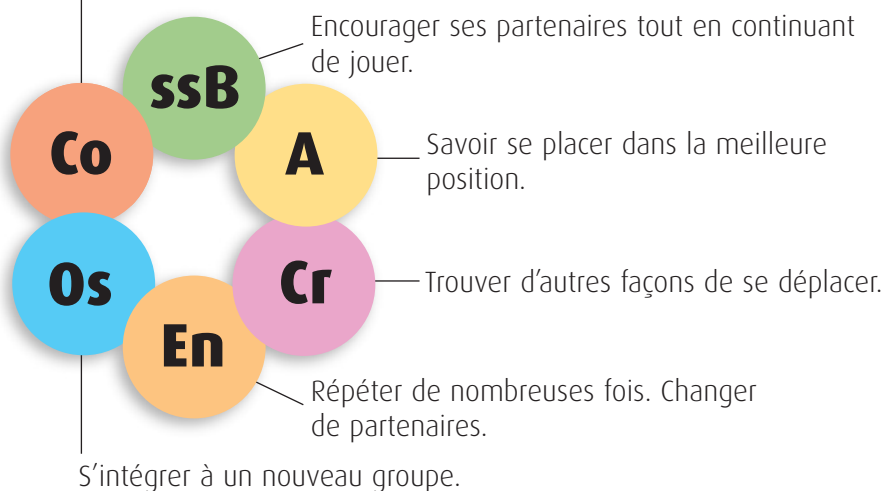 Encourager ses partenaires tout en continuant
de jouer.
ssB
Co
A
Savoir se placer dans la meilleure
position.
Os
Cr
Trouver d'autres façons de se déplacer.
En
Répéter de nombreuses fois. Changer
de partenaires.
S'intégrer à un nouveau groupe.